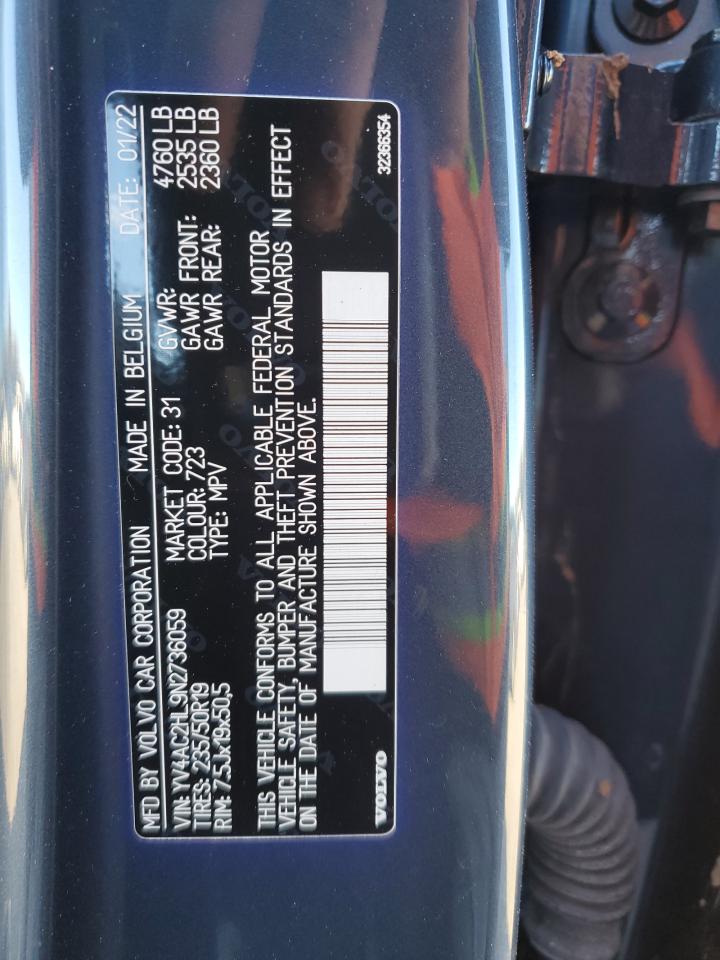 MFD BY VOLVO CAR CORPORATION MADE IN BELGIUM DATE: 01/22
VIN: YV4AC2HL9N2736059 MARKET CODE: 31 GVWR: 4760 LB
TIRES: 235/50R19 COLOUR: 723 GAWR FRONT: 2535 LB
RIM: 7.5Jx19x50,5 TYPE: MPV GAWR REAR: 2360 LB
THIS VEHICLE CONFORMS TO ALL APPLICABLE FEDERAL MOTOR
VEHICLE SAFETY, BUMPER AND THEFT PREVENTION STANDARDS IN EFFECT
ON THE DATE OF MANUFACTURE SHOWN ABOVE.
VOLVO 32366354